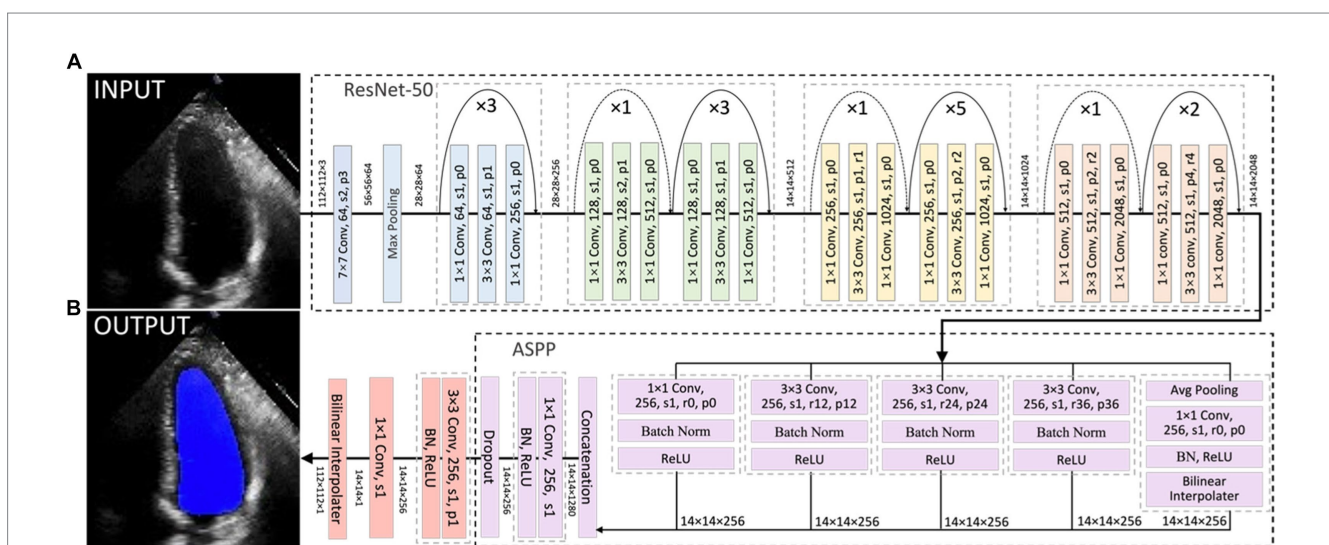 A
INPUT
ResNet-50
112×112×3
7×7 Conv, 64, s2, p3
56×56×64
Max Pooling
28×28×64
×3
1×1 Conv, 64, s1, p0
3×3 Conv, 64, s1, p1
1×1 Conv, 256, s1, p0
28×28×256
×1
1×1 Conv, 128, s1, p0
3×3 Conv, 128, s2, p1
1×1 Conv, 512, s1, p0
×3
1×1 Conv, 128, s1, p0
3×3 Conv, 128, s1, p1
1×1 Conv, 512, s1, p0
14×14×512
×1
1×1 Conv, 256, s1, p0
3×3 Conv, 256, s1, p1, r1
1×1 Conv, 1024, s1, p0
×5
1×1 Conv, 256, s1, p0
3×3 Conv, 256, s1, p2, r2
1×1 Conv, 1024, s1, p0
14×14×1024
×1
1×1 Conv, 512, s1, p0
3×3 Conv, 512, s1, p2, r2
1×1 Conv, 2048, s1, p0
×2
1×1 conv, 512, s1, p0
3×3 conv, 512, s1, p4, r4
1×1 conv, 2048, s1, p0
14×14×2048
B
OUTPUT
ASPP
1×1 Conv,
256, s1, r0, p0
Batch Norm
ReLU
14×14×256
3×3 Conv,
256, s1, r12, p12
Batch Norm
ReLU
14×14×256
3×3 Conv,
256, s1, r24, p24
Batch Norm
ReLU
14×14×256
3×3 Conv,
256, s1, r36, p36
Batch Norm
ReLU
14×14×256
Avg Pooling
1×1 Conv,
256, s1, r0, p0
BN, ReLU
Bilinear
Interpolater
14×14×256
Concatenation
14×14×1280
1×1 Conv, 256, s1
BN, ReLU
14×14×256
Dropout
3×3 Conv, 256, s1, p1
BN, ReLU
14×14×256
1×1 Conv, s1
14×14×1
Bilinear Interpolater
1112×112×1